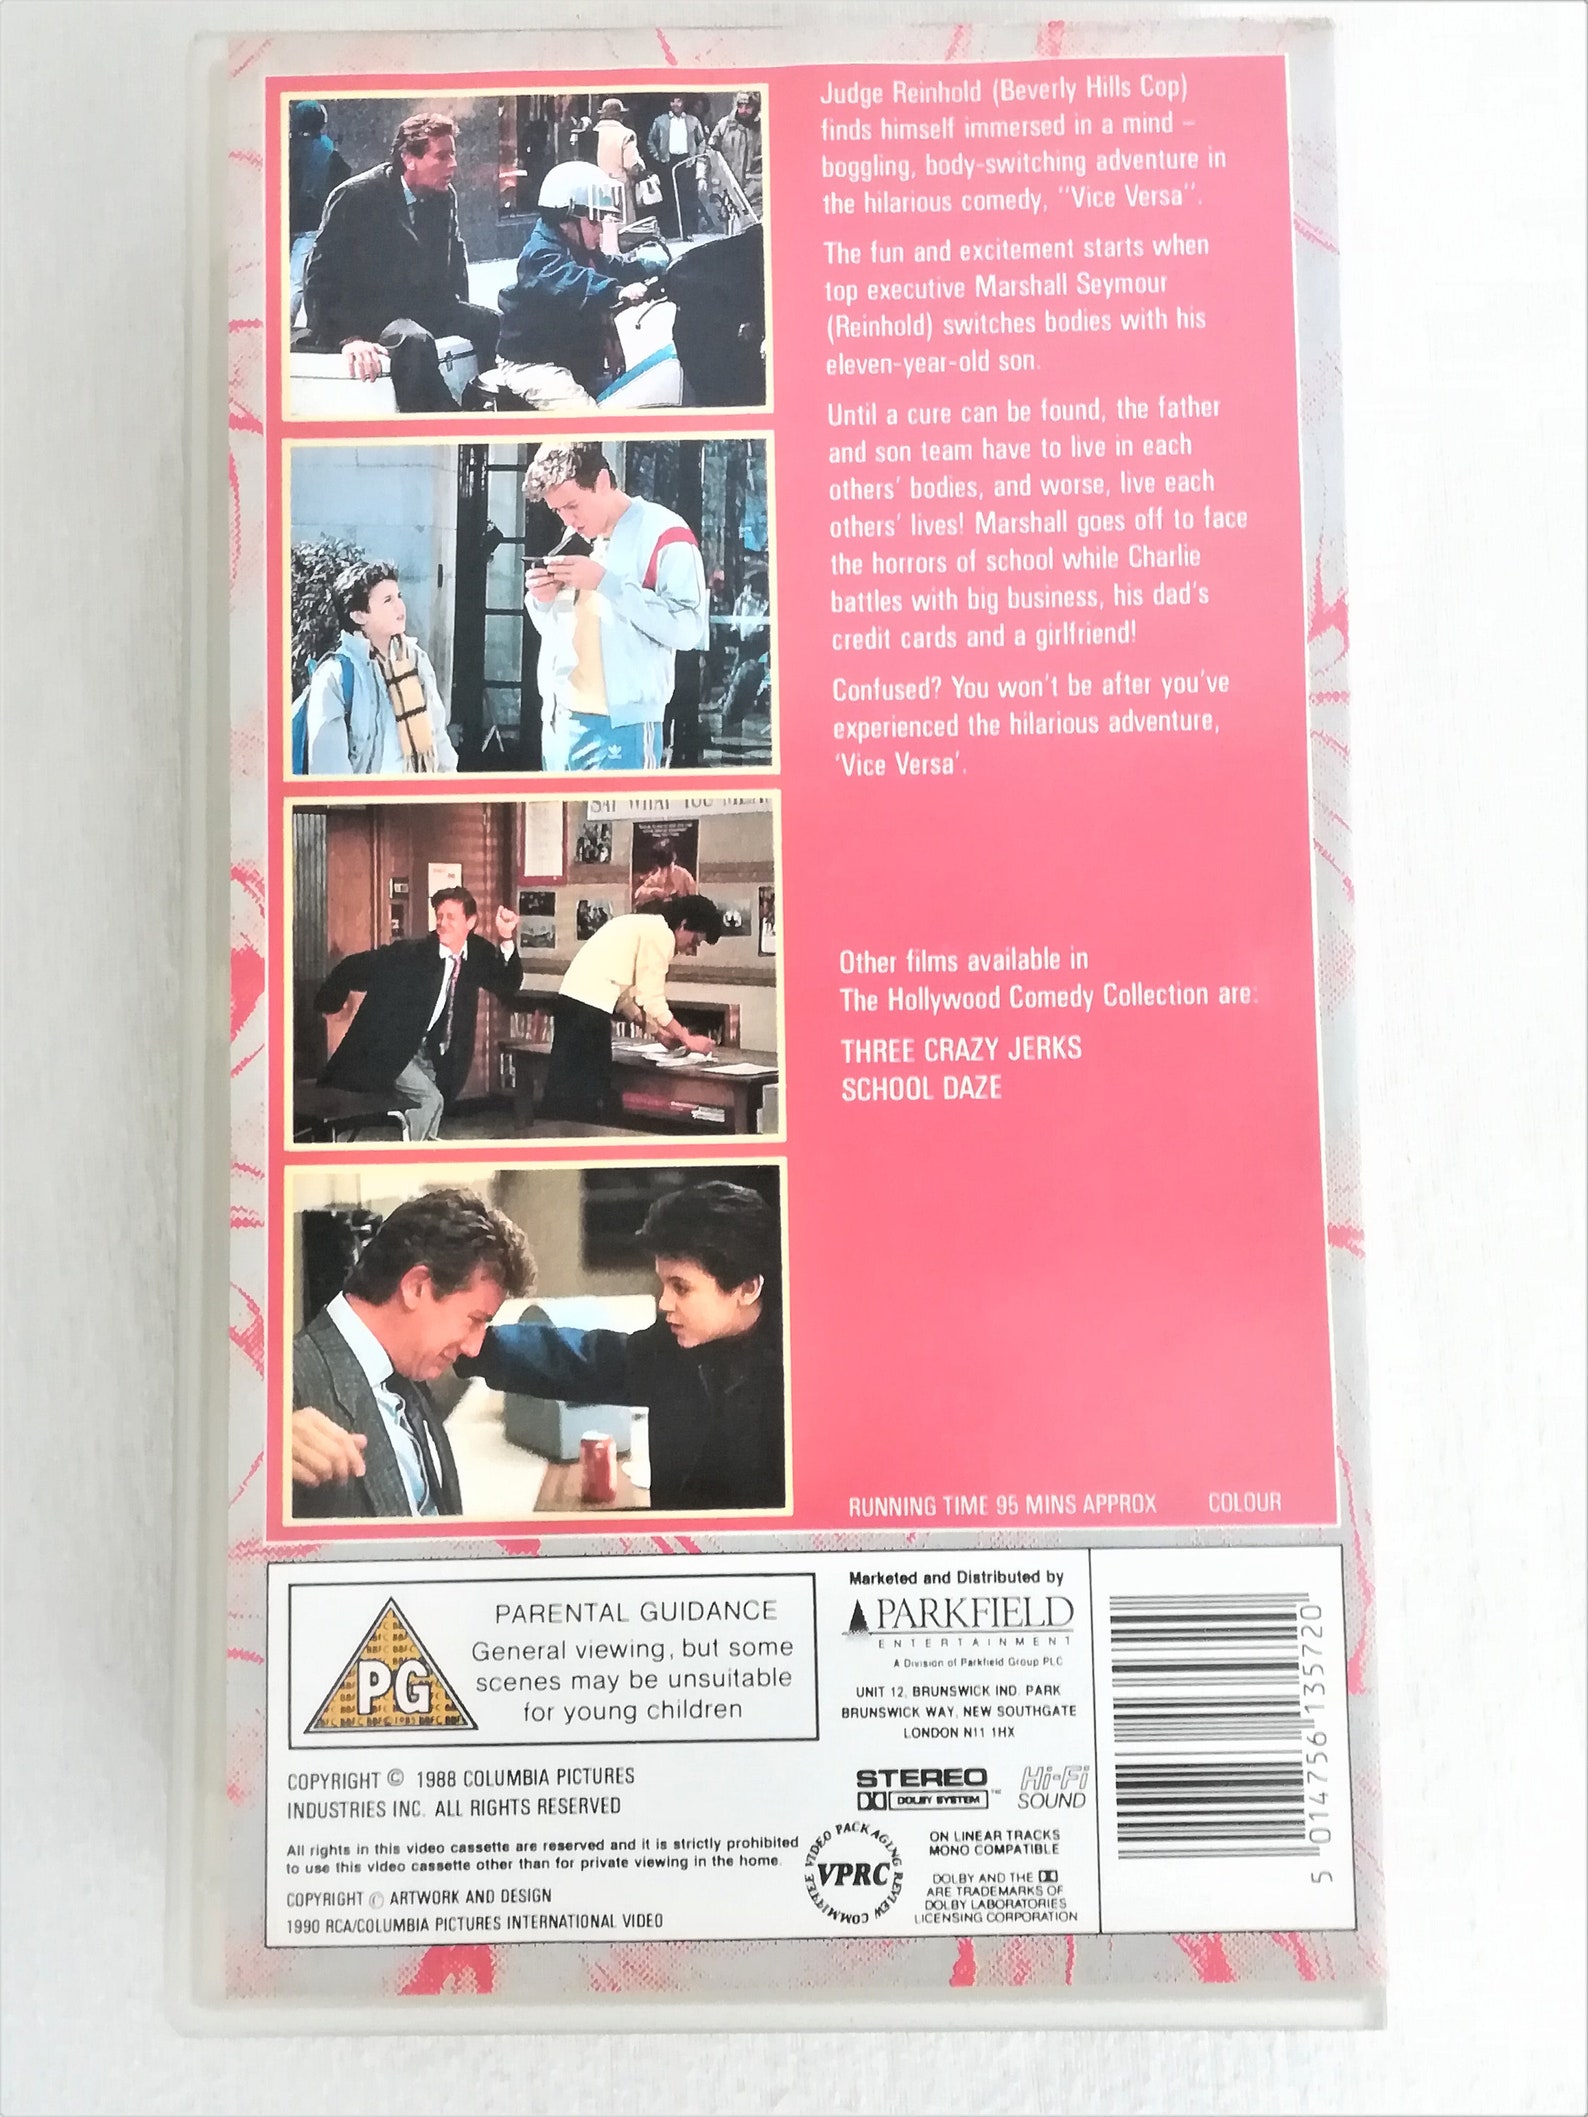 Judge Reinhold (Beverly Hills Cop)
finds himself immersed in a mind –
boggling, body-switching adventure in
the hilarious comedy, "Vice Versa".
The fun and excitement starts when
top executive Marshall Seymour
(Reinhold) switches bodies with his
eleven-year-old son.
Until a cure can be found, the father
and son team have to live in each
others' bodies, and worse, live each
others' lives! Marshall goes off to face
the horrors of school while Charlie
battles with big business, his dad's
credit cards and a girlfriend!
Confused? You won't be after you've
experienced the hilarious adventure,
'Vice Versa'.
SAY WHAT YOU MEAN
Other films available in
The Hollywood Comedy Collection are:
THREE CRAZY JERKS
SCHOOL DAZE
RUNNING TIME 95 MINS APPROX COLOUR
PG
PARENTAL GUIDANCE
General viewing, but some
scenes may be unsuitable
for young children
COPYRIGHT © 1988 COLUMBIA PICTURES
INDUSTRIES INC. ALL RIGHTS RESERVED
All rights in this video cassette are reserved and it is strictly prohibited
to use this video cassette other than for private viewing in the home.
COPYRIGHT © ARTWORK AND DESIGN
1990 RCA/COLUMBIA PICTURES INTERNATIONAL VIDEO
Marketed and Distributed by
PARKFIELD
ENTERTAINMENT
A Division of Parkfield Group PLC
UNIT 12, BRUNSWICK IND. PARK
BRUNSWICK WAY, NEW SOUTHGATE
LONDON N11 1HX
STEREO
DOLBY SYSTEM ™
Hi-Fi
SOUND
VIDEO PACKAGING REVIEW COMMITTEE
VPRC
ON LINEAR TRACKS
MONO COMPATIBLE
DOLBY AND THE
ARE TRADEMARKS OF
DOLBY LABORATORIES
LICENSING CORPORATION
5 014756 135720